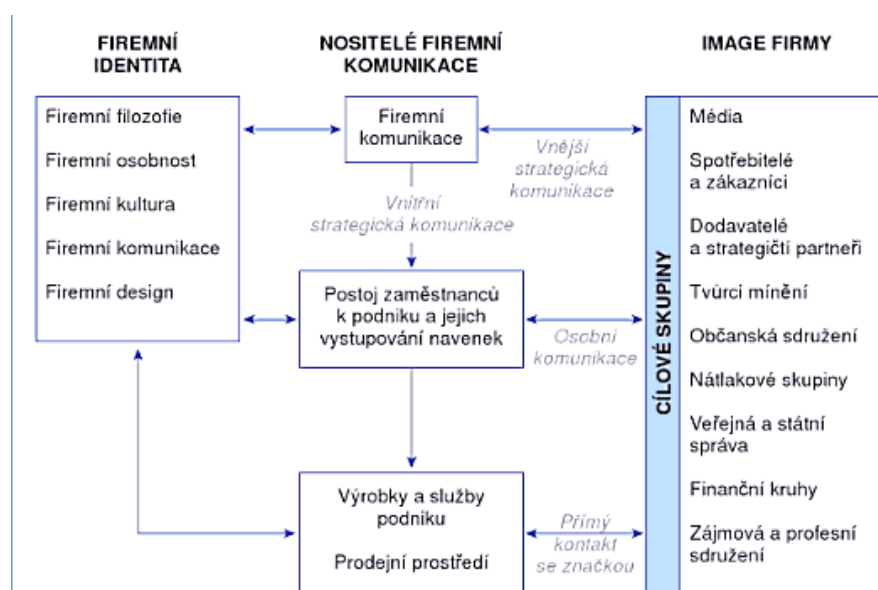 FIREMNÍ
IDENTITA
Firemní filozofie
Firemní osobnost
Firemní kultura
Firemní komunikace
Firemní design
NOSITELÉ FIREMNÍ
KOMUNIKACE
Firemní
komunikace
Vnitřní
strategická komunikace
Postoj zaměstnanců
k podniku a jejich
vystupování navenek
Výrobky a služby
podniku
Prodejní prostředí
Vnější
strategická
komunikace
Osobní
komunikace
Přímý
kontakt
se značkou
IMAGE FIRMY
CÍLOVÉ SKUPINY
Média
Spotřebitelé
a zákazníci
Dodavatelé
a strategičtí partneři
Tvůrci mínění
Občanská sdružení
Nátlakové skupiny
Veřejná a státní
správa
Finanční kruhy
Zájmová a profesní
sdružení